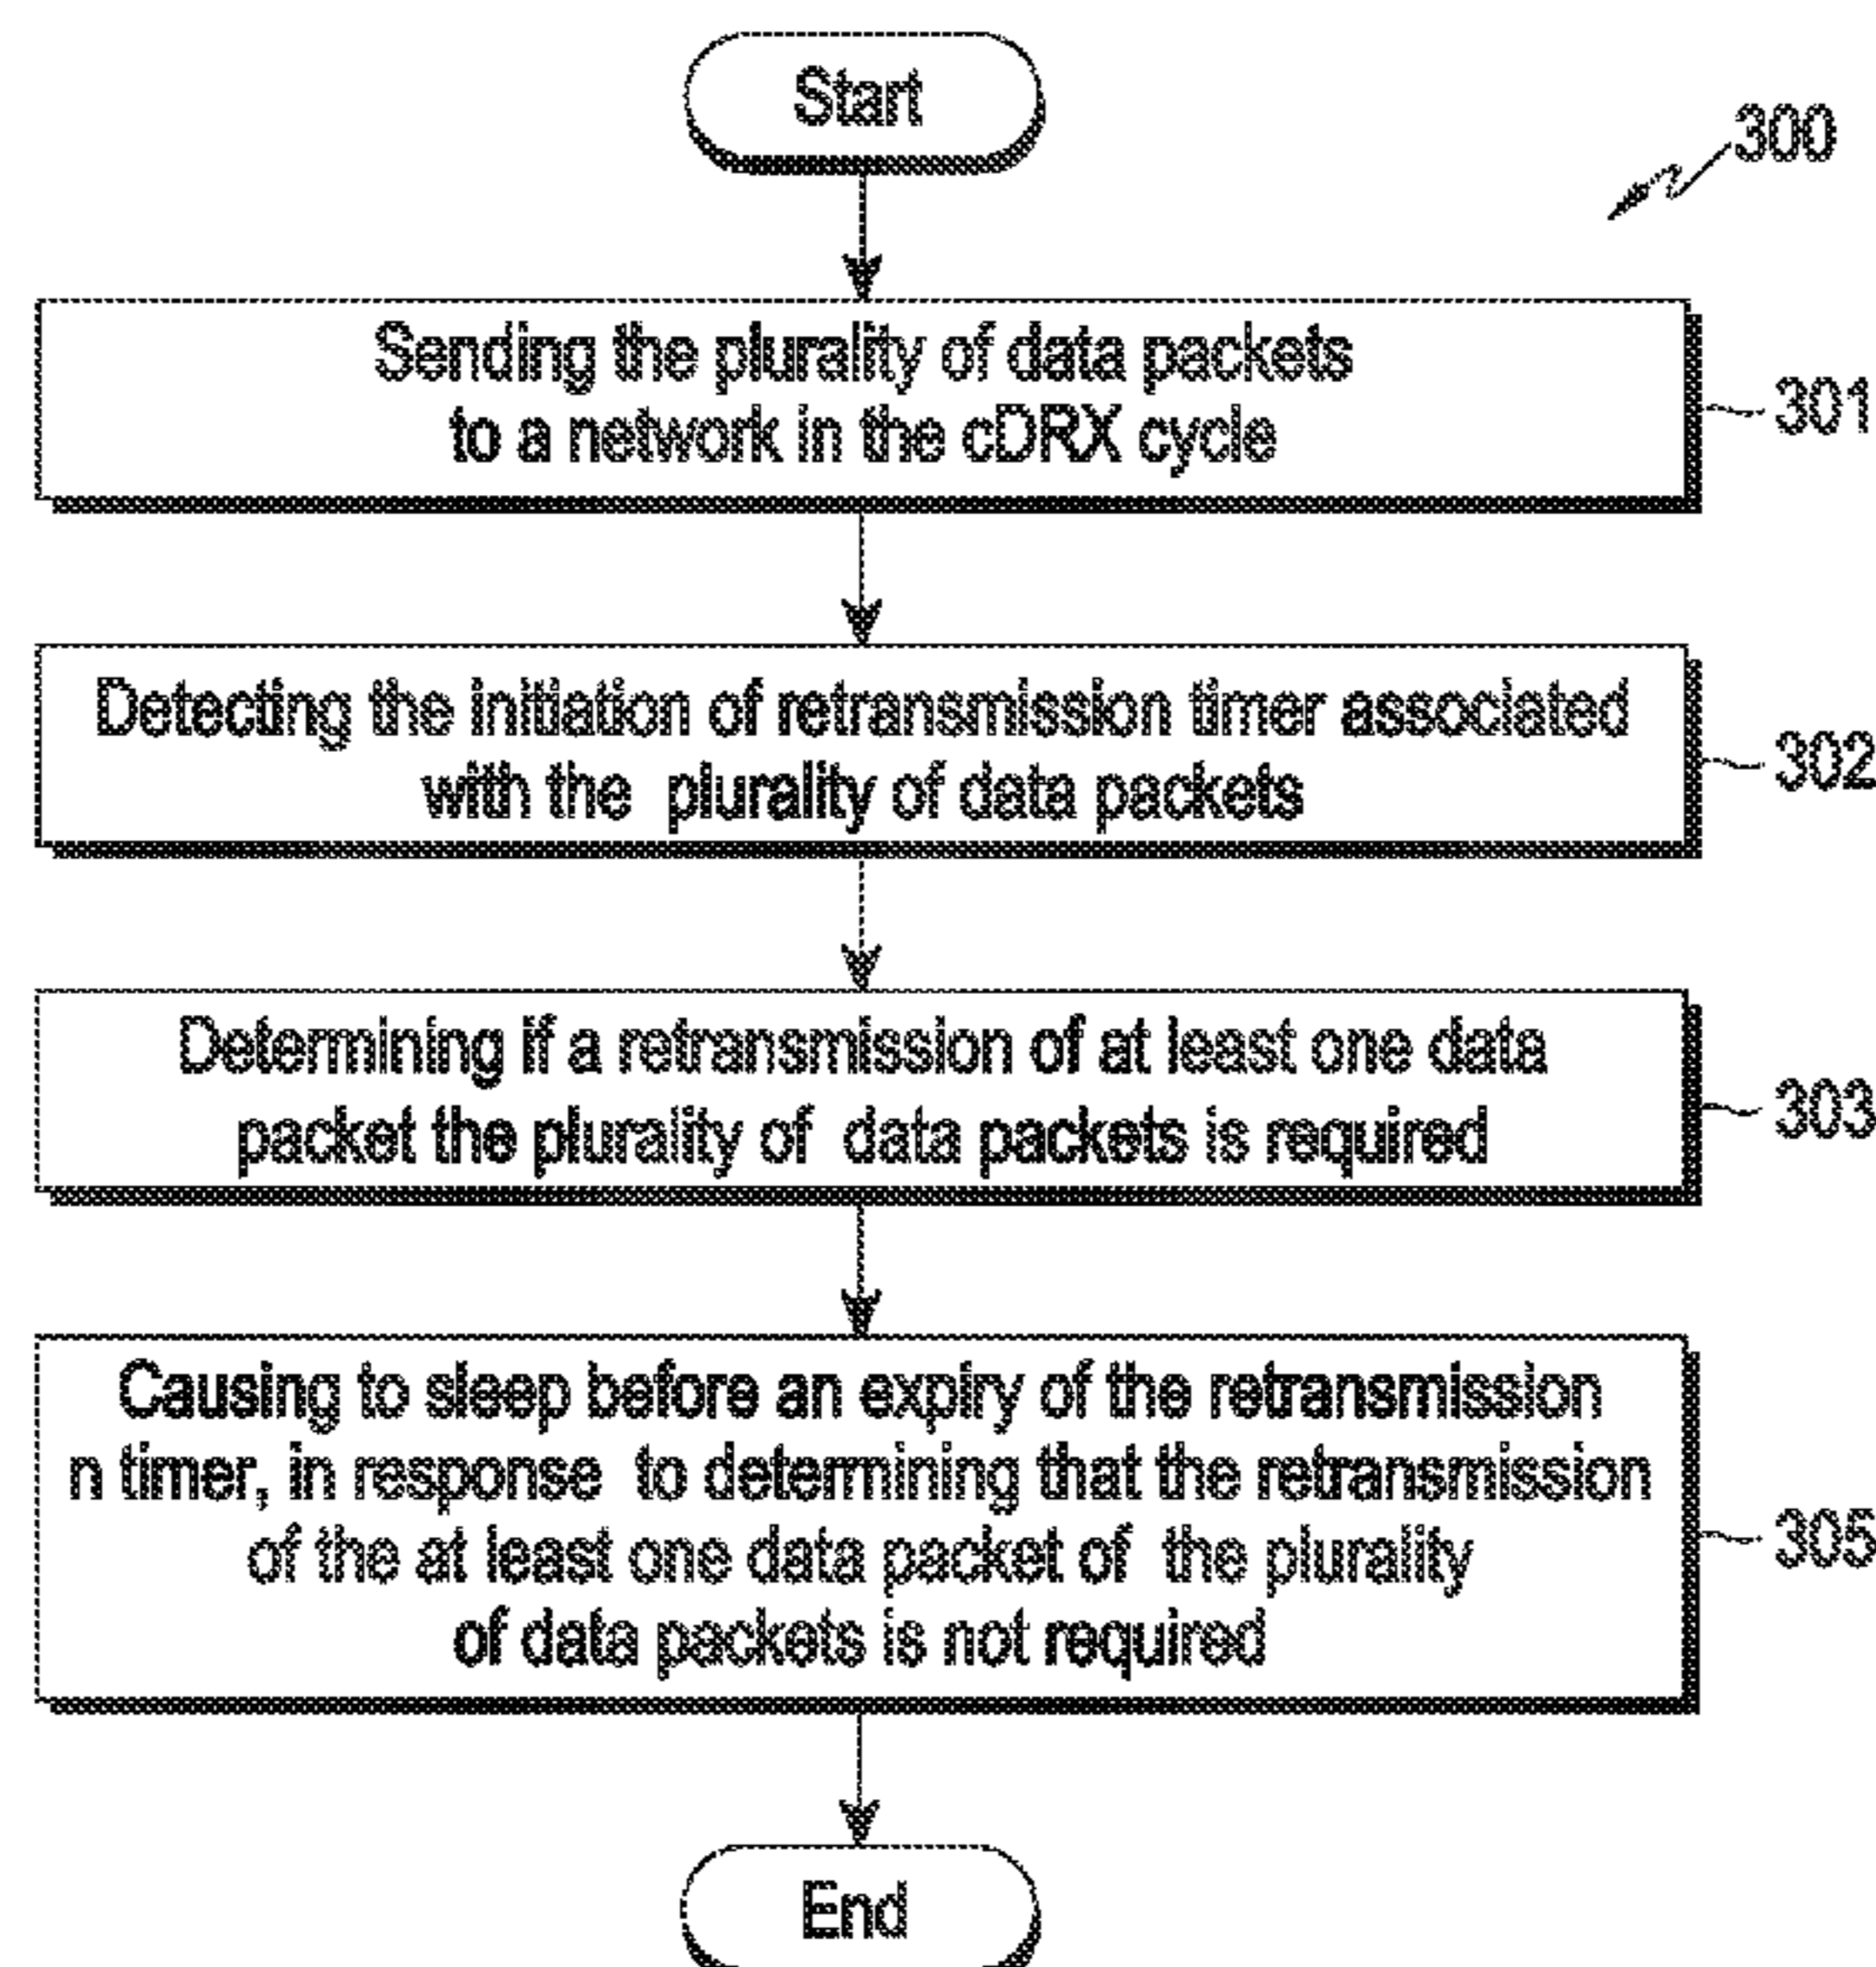 Start
300
Sending the plurality of data packets
to a network in the cDRX cycle
301
Detecting the initiation of retransmission timer associated
with the plurality of data packets
302
Determining if a retransmission of at least one data
packet the plurality of data packets is required
303
Causing to sleep before an expiry of the retransmission
n timer, in response to determining that the retransmission
of the at least one data packet of the plurality
of data packets is not required
305
End